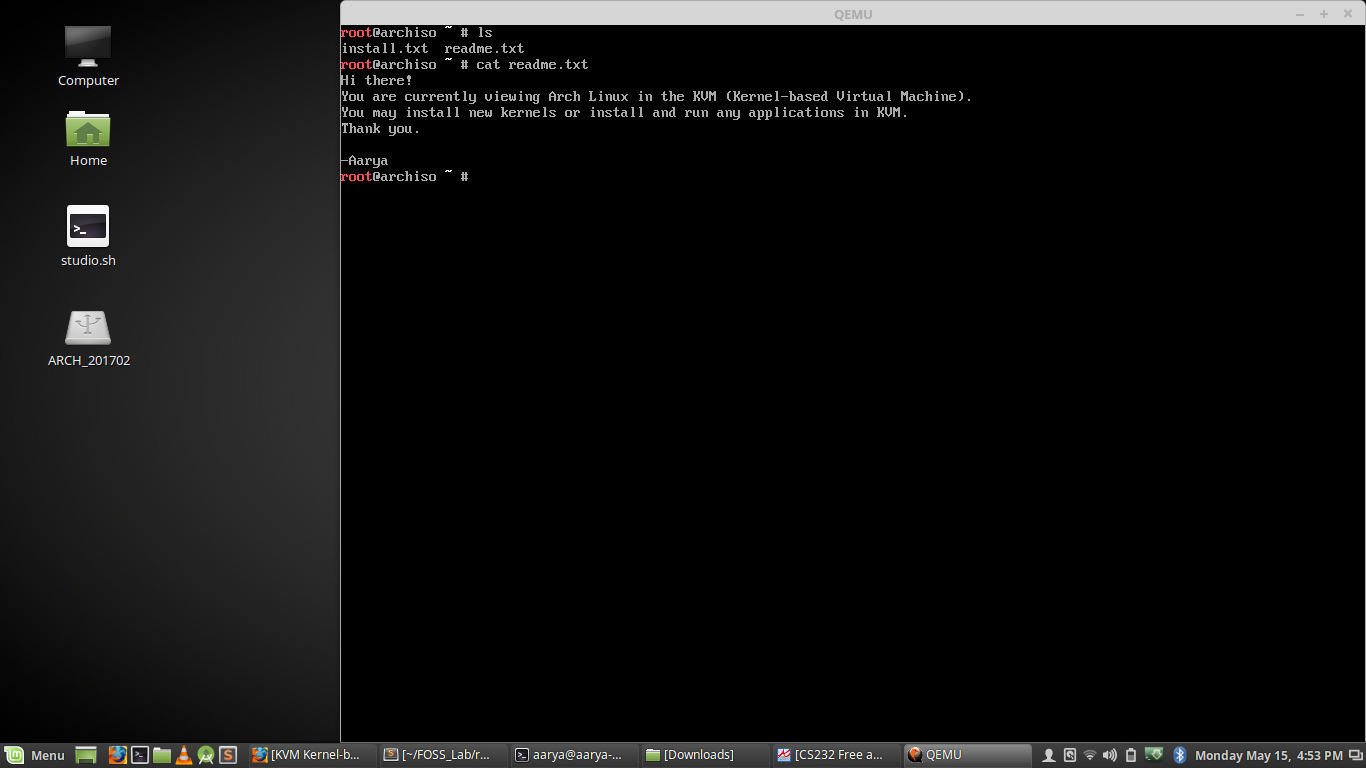 QEMU
Computer
Home
studio.sh
ARCH_201702
root@archiso ~ # ls
install.txt  readme.txt
root@archiso ~ # cat readme.txt
Hi there!
You are currently viewing Arch Linux in the KVM (Kernel-based Virtual Machine).
You may install new kernels or install and run any applications in KVM.
Thank you.
-Aarya
root@archiso ~ #
Menu [KVM Kernel-b... [~/FOSS_Lab/r... aarya@aarya-... [Downloads] [CS232 Free a... QEMU Monday May 15, 4:53 PM